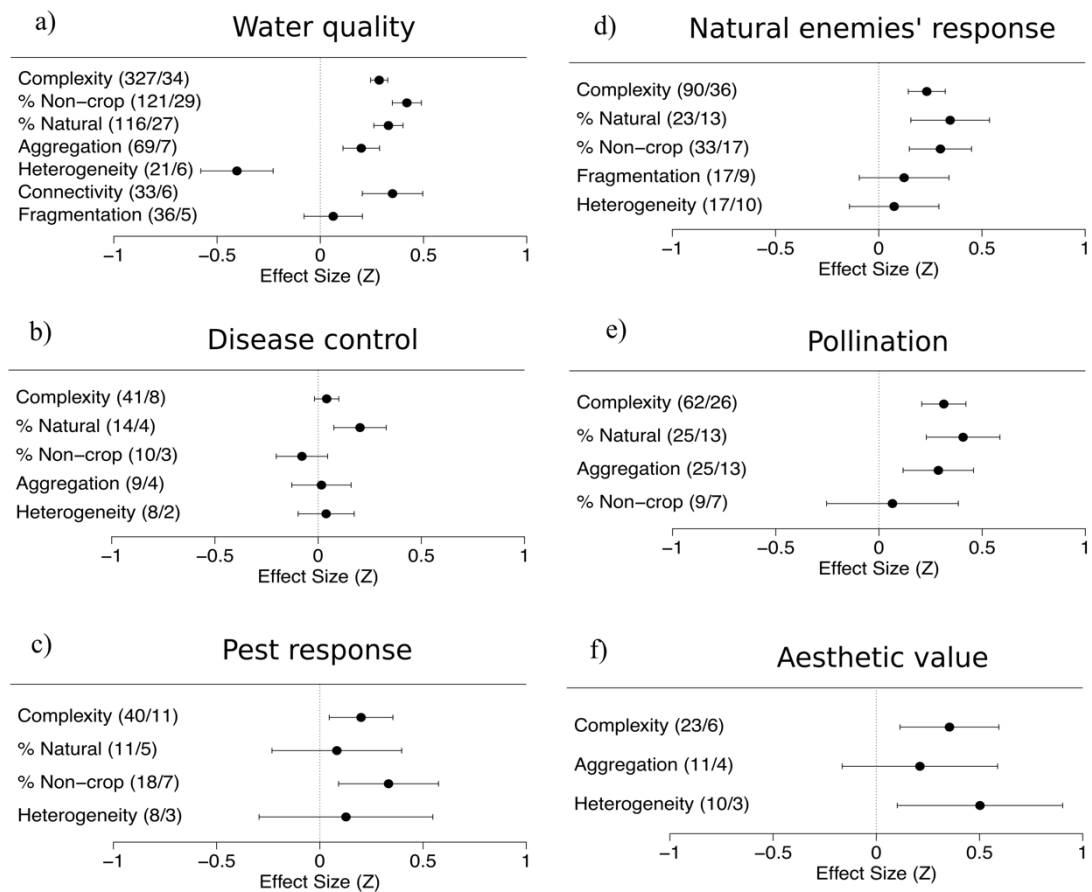 a)
Water quality
Complexity (327/34)
% Non−crop (121/29)
% Natural (116/27)
Aggregation (69/7)
Heterogeneity (21/6)
Connectivity (33/6)
Fragmentation (36/5)
−1 −0.5 0 0.5 1
Effect Size (Z)
b)
Disease control
Complexity (41/8)
% Natural (14/4)
% Non−crop (10/3)
Aggregation (9/4)
Heterogeneity (8/2)
−1 −0.5 0 0.5 1
Effect Size (Z)
c)
Pest response
Complexity (40/11)
% Natural (11/5)
% Non−crop (18/7)
Heterogeneity (8/3)
−1 −0.5 0 0.5 1
Effect Size (Z)
d)
Natural enemies' response
Complexity (90/36)
% Natural (23/13)
% Non−crop (33/17)
Fragmentation (17/9)
Heterogeneity (17/10)
−1 −0.5 0 0.5 1
Effect Size (Z)
e)
Pollination
Complexity (62/26)
% Natural (25/13)
Aggregation (25/13)
% Non−crop (9/7)
−1 −0.5 0 0.5 1
Effect Size (Z)
f)
Aesthetic value
Complexity (23/6)
Aggregation (11/4)
Heterogeneity (10/3)
−1 −0.5 0 0.5 1
Effect Size (Z)